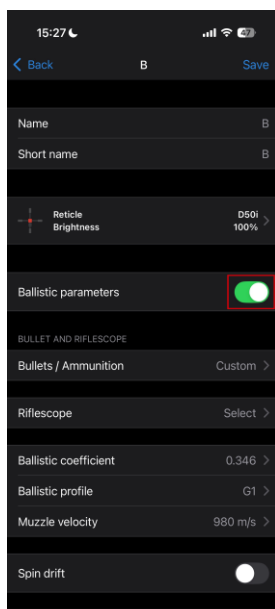 15:27 47
Back B Save
Name B
Short name B
Reticle D50i
Brightness 100%
Ballistic parameters
BULLET AND RIFLESCOPE
Bullets / Ammunition Custom
Riflescope Select
Ballistic coefficient 0.346
Ballistic profile G1
Muzzle velocity 980 m/s
Spin drift